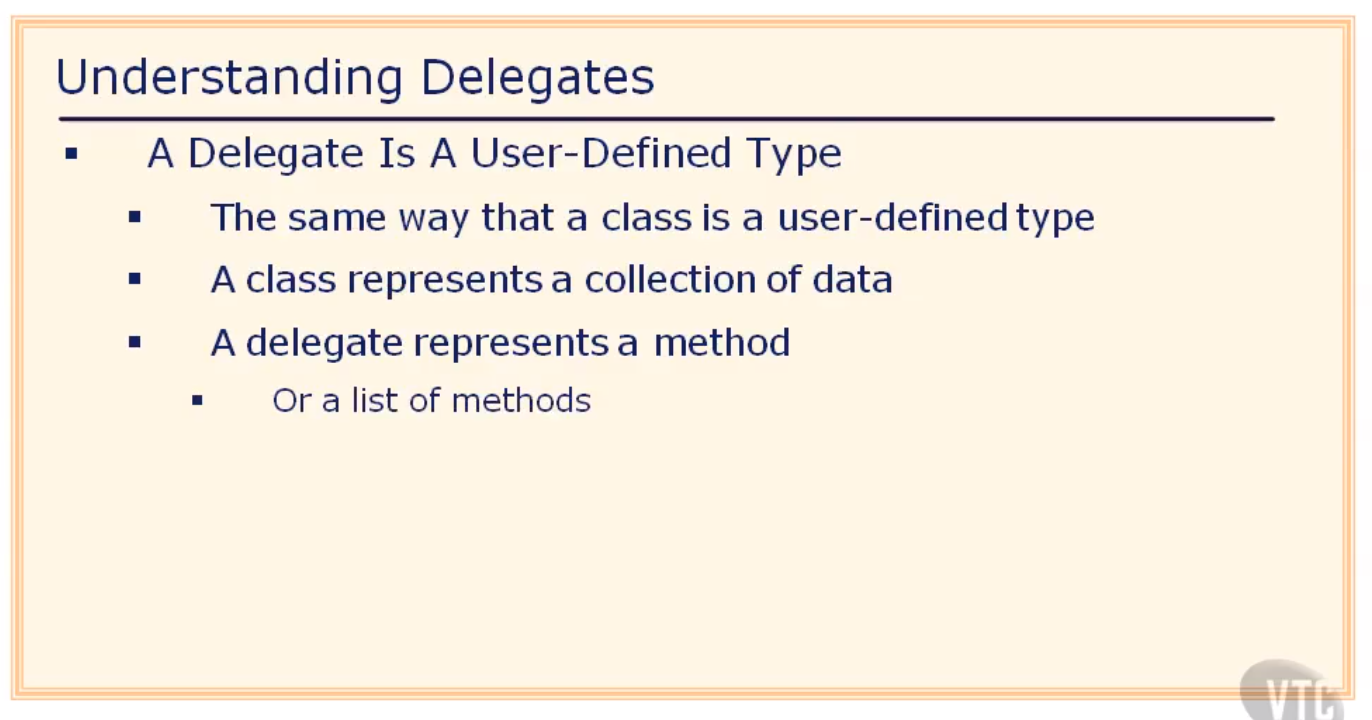 Understanding Delegates
A Delegate Is A User-Defined Type
The same way that a class is a user-defined type
A class represents a collection of data
A delegate represents a method
Or a list of methods
VTC